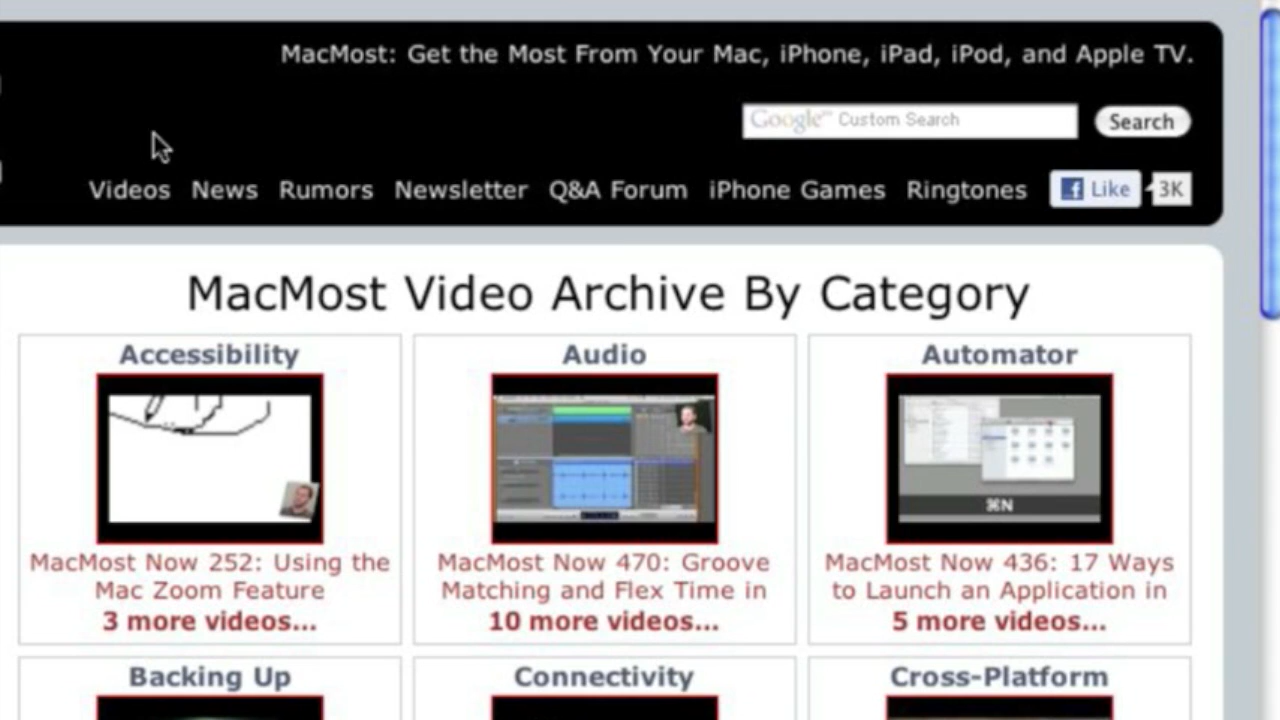 MacMost: Get the Most From Your Mac, iPhone, iPad, iPod, and Apple TV.
Google™ Custom Search
Search
Videos News Rumors Newsletter Q&A Forum iPhone Games Ringtones Like 3K
MacMost Video Archive By Category
Accessibility Audio Automator
⌘N
MacMost Now 252: Using the
Mac Zoom Feature
3 more videos...
MacMost Now 470: Groove
Matching and Flex Time in
10 more videos...
MacMost Now 436: 17 Ways
to Launch an Application in
5 more videos...
Backing Up Connectivity Cross-Platform